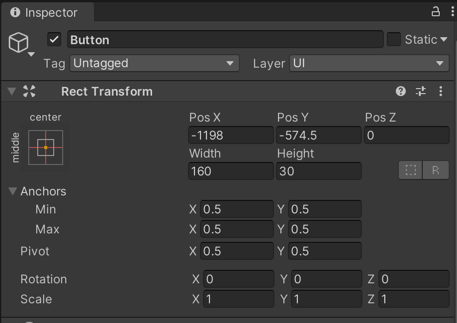 Inspector
Button Static
Tag Untagged Layer UI
Rect Transform
center Pos X Pos Y Pos Z
middle -1198 -574.5 0
Width Height
160 30 R
Anchors
Min X 0.5 Y 0.5
Max X 0.5 Y 0.5
Pivot X 0.5 Y 0.5
Rotation X 0 Y 0 Z 0
Scale X 1 Y 1 Z 1